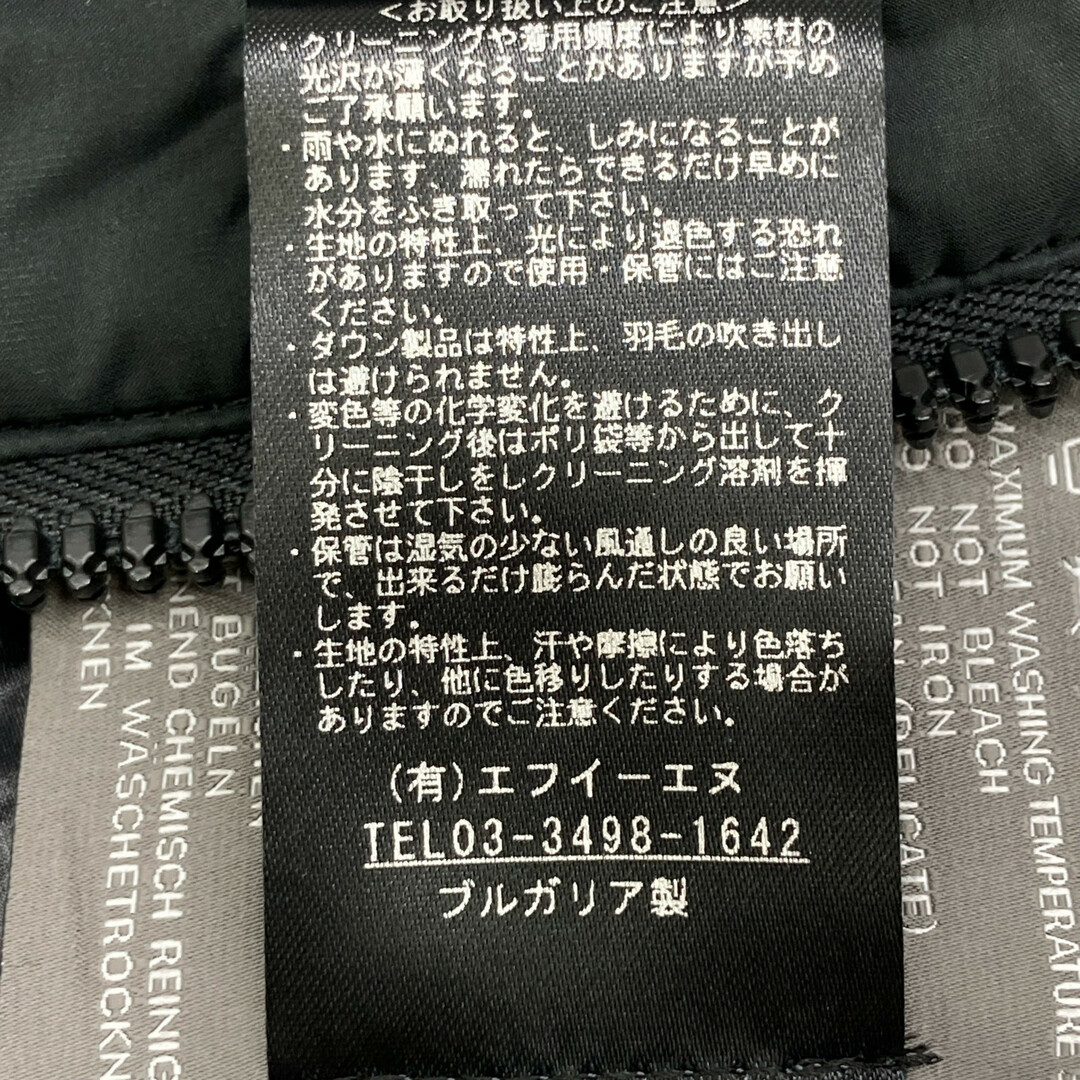 <お取り扱い上のご注意>
・クリーニングや着用頻度により素材の
光沢が薄くなることがありますが予め
ご了承願います。
・雨や水にぬれると、しみになることが
あります、濡れたらできるだけ早めに
水分をふき取って下さい。
・生地の特性上、光により退色する恐れ
がありますので使用・保管にはご注意
ください。
・ダウン製品は特性上、羽毛の吹き出し
は避けられません。
・変色等の化学変化を避けるために、ク
リーニング後はポリ袋等から出して十
分に陰干しをしクリーニング溶剤を揮
発させて下さい。
・保管は湿気の少ない風通しの良い場所
で、出来るだけ膨らんだ状態でお願い
します。
・生地の特性上、汗や摩擦により色落ち
したり、他に色移りしたりする場合が
ありますのでご注意ください。
(有)エフイーエヌ
TEL03-3498-1642
ブルガリア製
MAXIMUM WASHING TEMPERATURE
DO NOT BLEACH
NOT IRON
(DELICATE)
BUGELN
CHEMISCH REINIG
IM WASCHETROCKN
KNEN